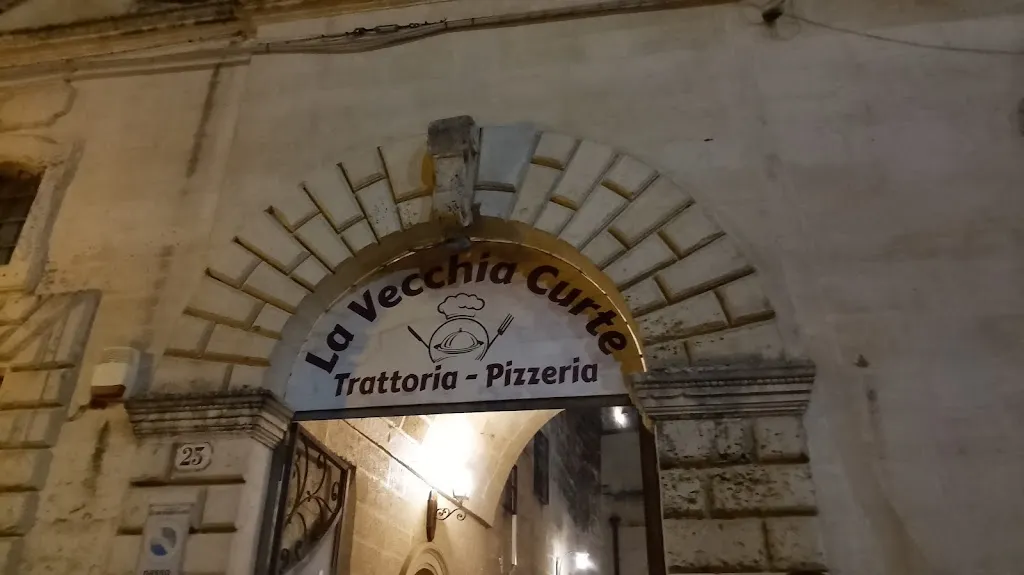 La Vecchia Curte
Trattoria - Pizzeria
23